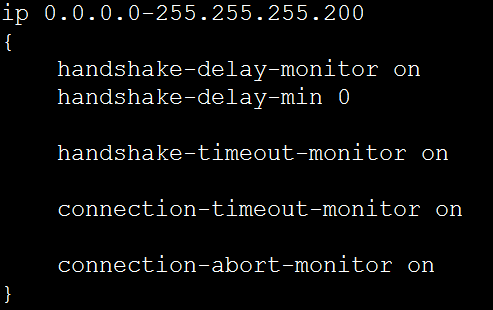 ip 0.0.0.0-255.255.255.200
{
handshake-delay-monitor on
handshake-delay-min 0
handshake-timeout-monitor on
connection-timeout-monitor on
connection-abort-monitor on
}